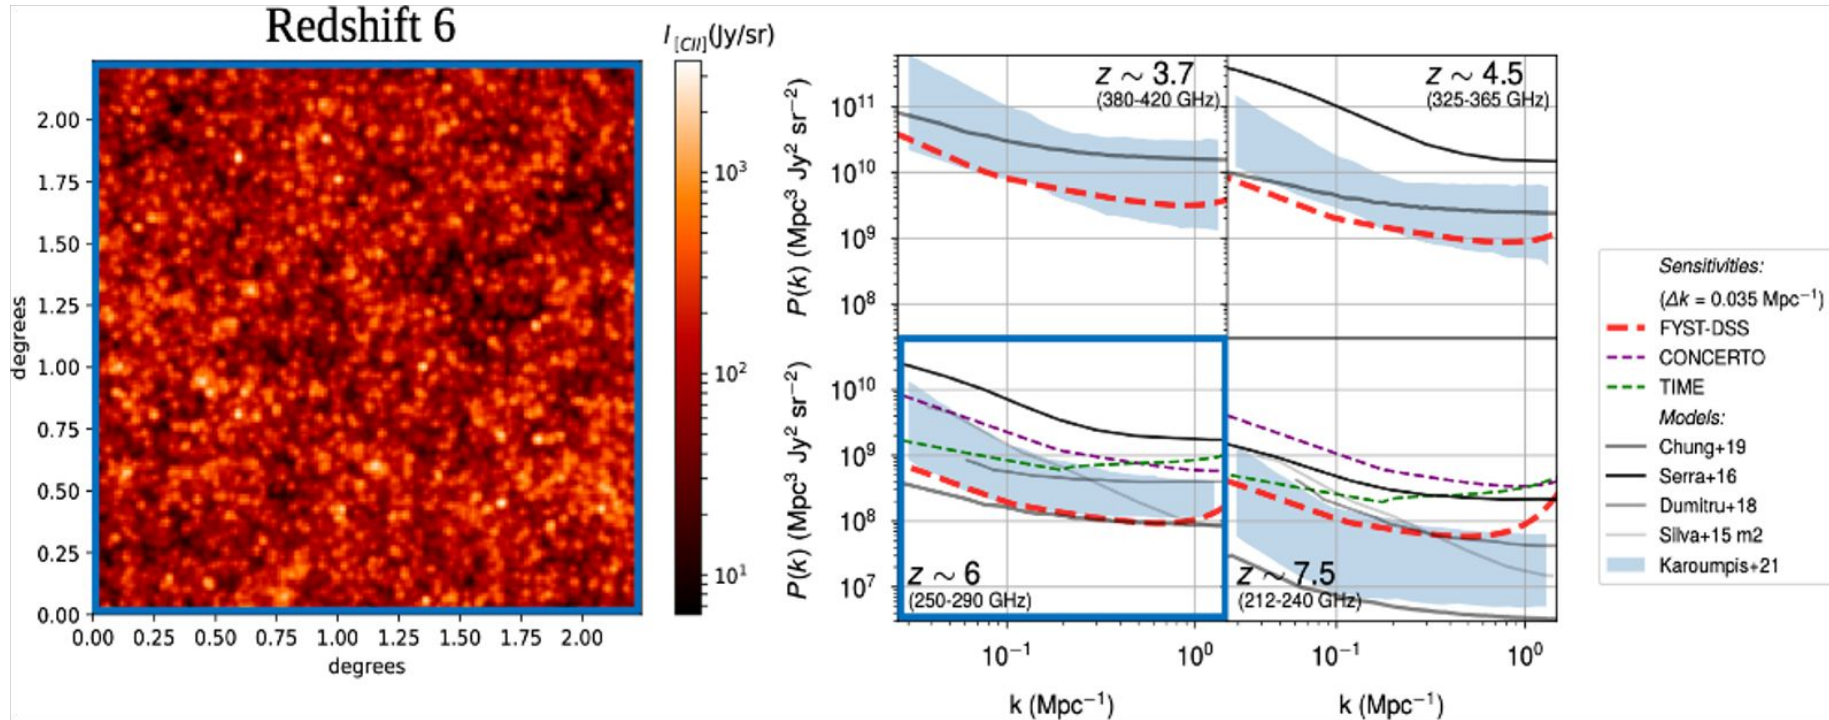 Redshift 6
I[CII](Jy/sr)
degrees
2.00
1.75
1.50
1.25
1.00
0.75
0.50
0.25
0.00
0.00 0.25 0.50 0.75 1.00 1.25 1.50 1.75 2.00
degrees
10³
10²
10¹
P(k) (Mpc³ Jy² sr⁻²)
10¹¹
10¹⁰
10⁹
10⁸
z ∼ 3.7
(380-420 GHz)
z ∼ 4.5
(325-365 GHz)
P(k) (Mpc³ Jy² sr⁻²)
10¹⁰
10⁹
10⁸
10⁷
z ∼ 6
(250-290 GHz)
z ∼ 7.5
(212-240 GHz)
10⁻¹ 10⁰ 10⁻¹ 10⁰
k (Mpc⁻¹) k (Mpc⁻¹)
Sensitivities:
(Δk = 0.035 Mpc⁻¹)
FYST-DSS
CONCERTO
TIME
Models:
Chung+19
Serra+16
Dumitru+18
Silva+15 m2
Karoumpis+21